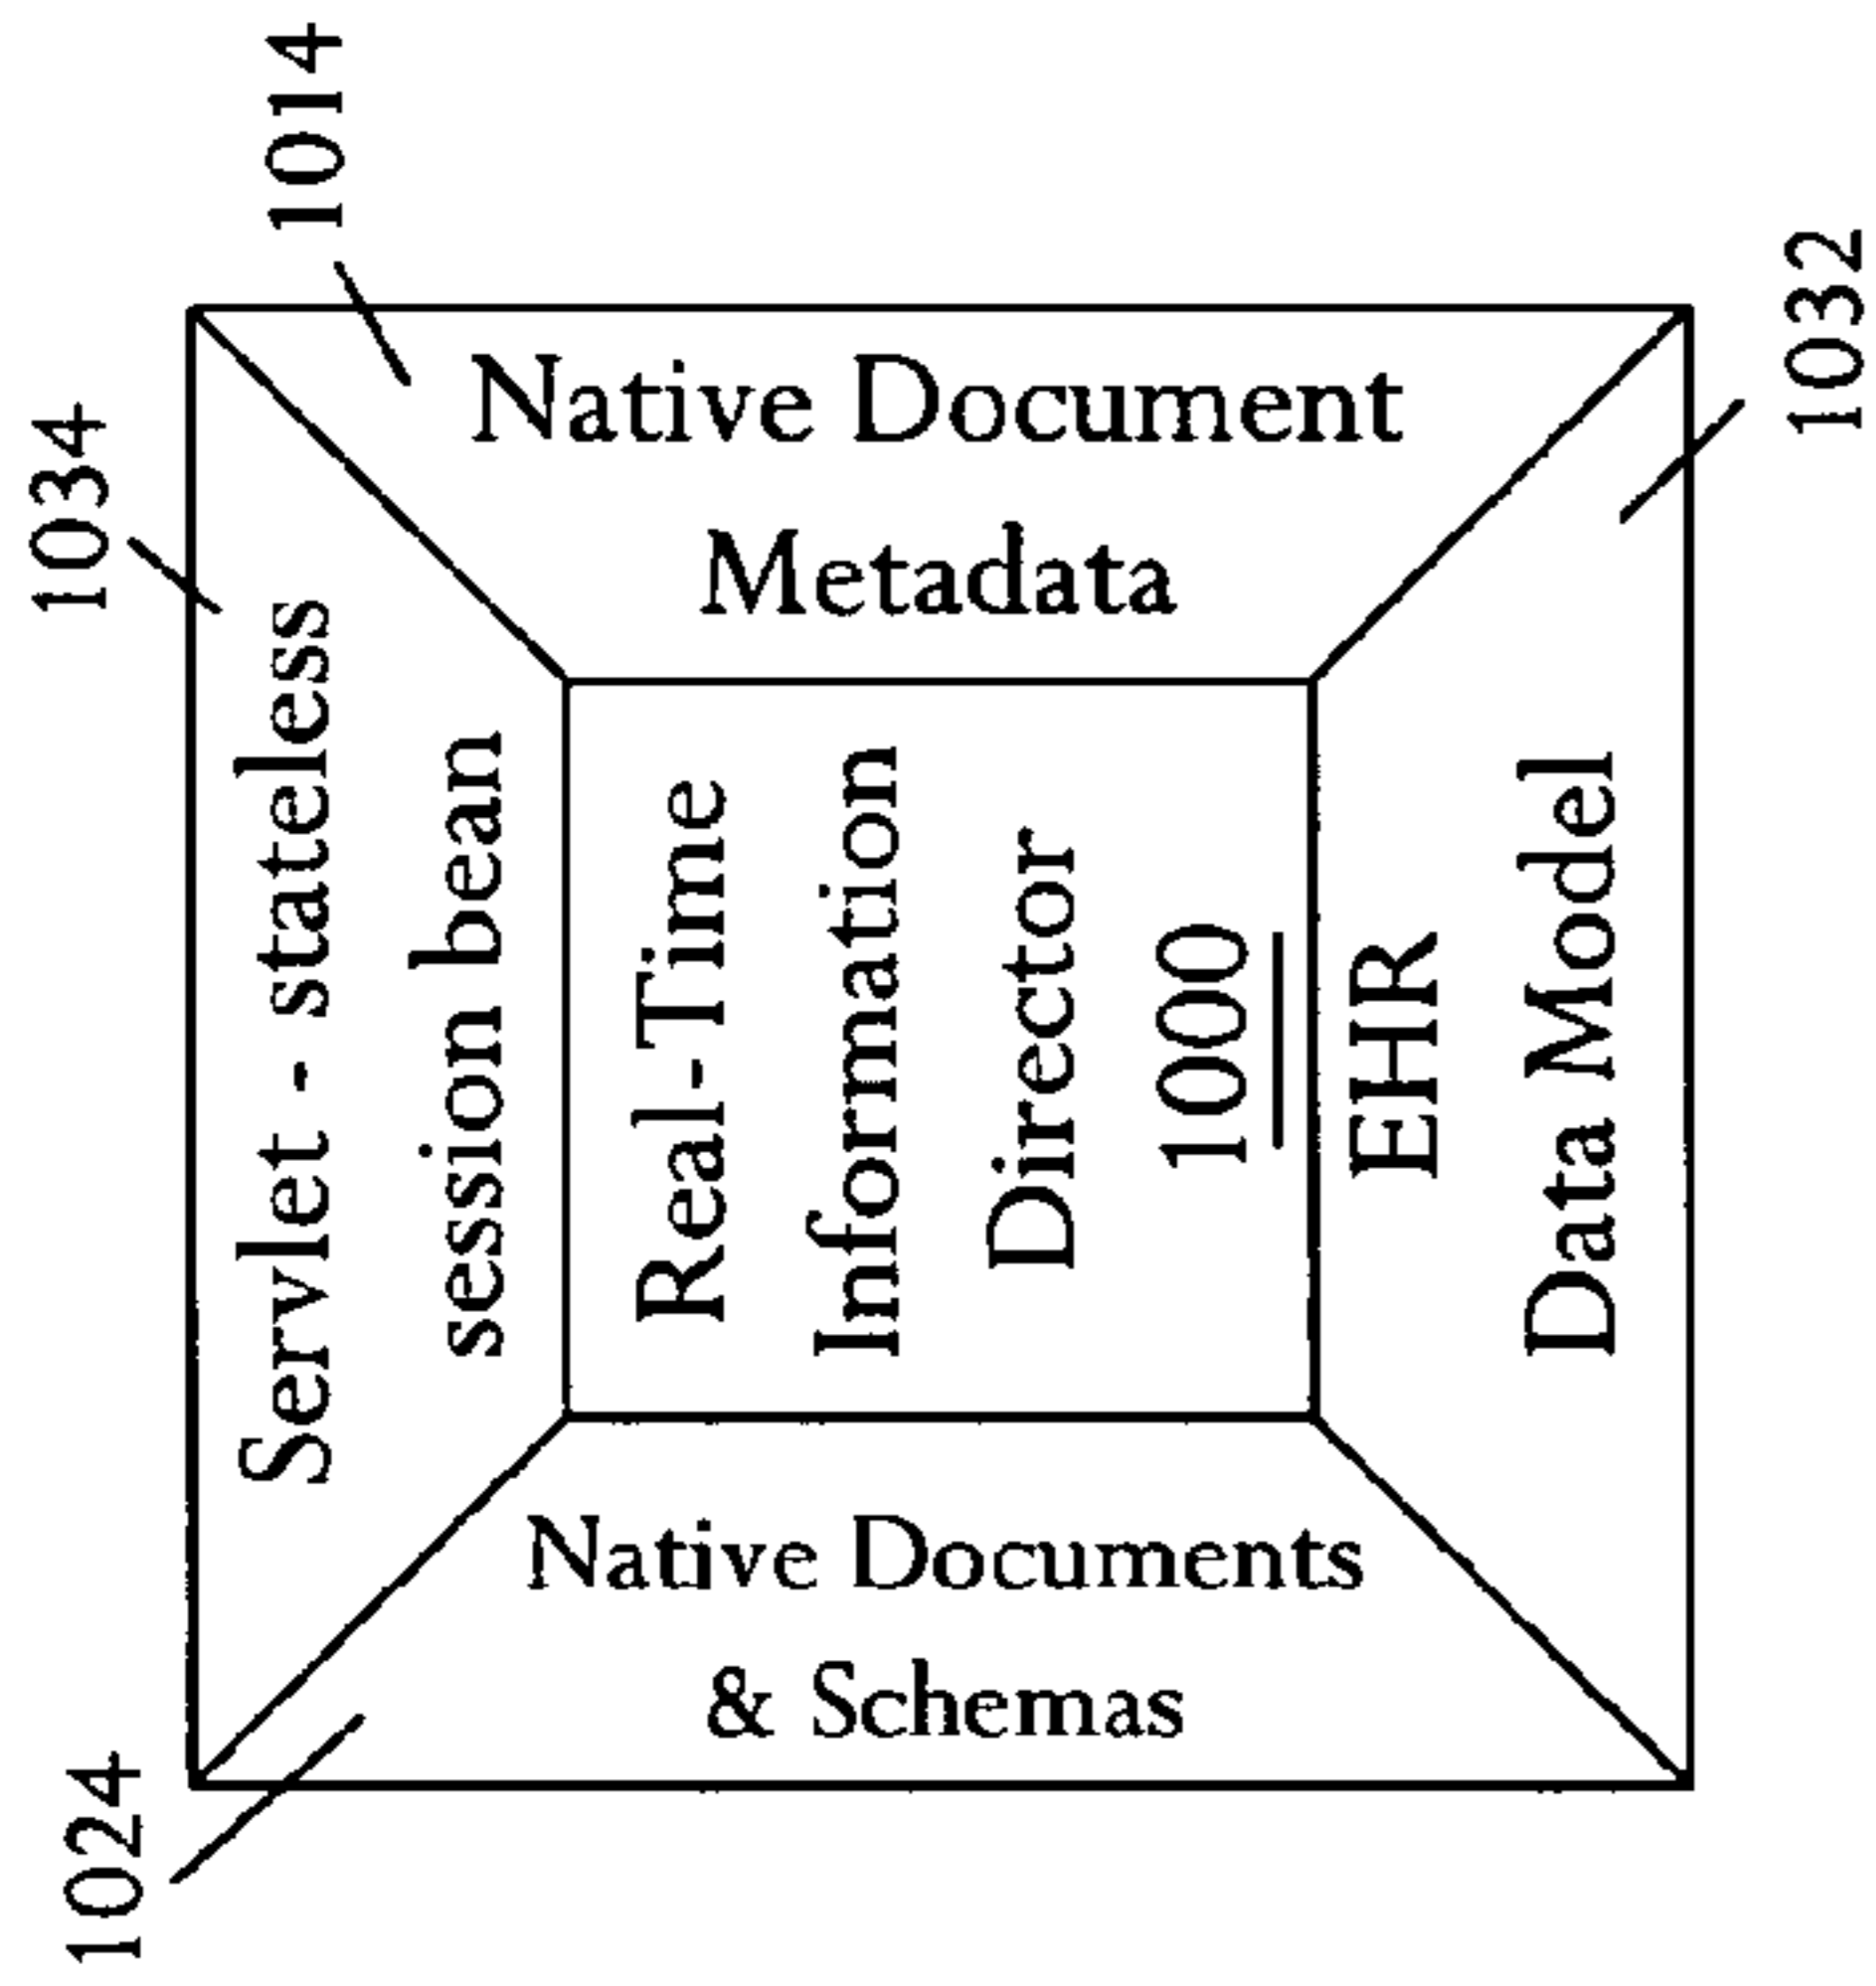 1034
1014
Servlet - stateless
session bean
Native Document
Metadata
Real-Time
Information
Director
1000
EHR
Data Model
1032
Native Documents
& Schemas
1024